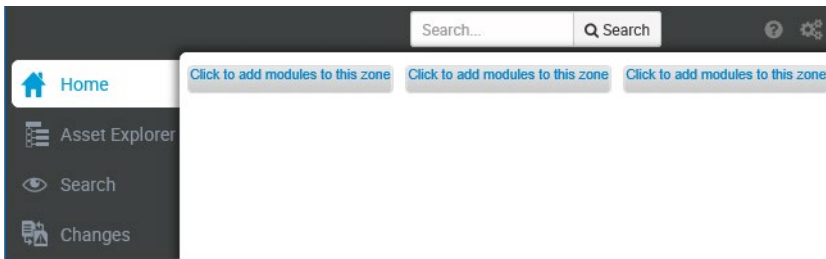 Search...
Search
Home
Click to add modules to this zone
Click to add modules to this zone
Click to add modules to this zone
Asset Explorer
Search
Changes